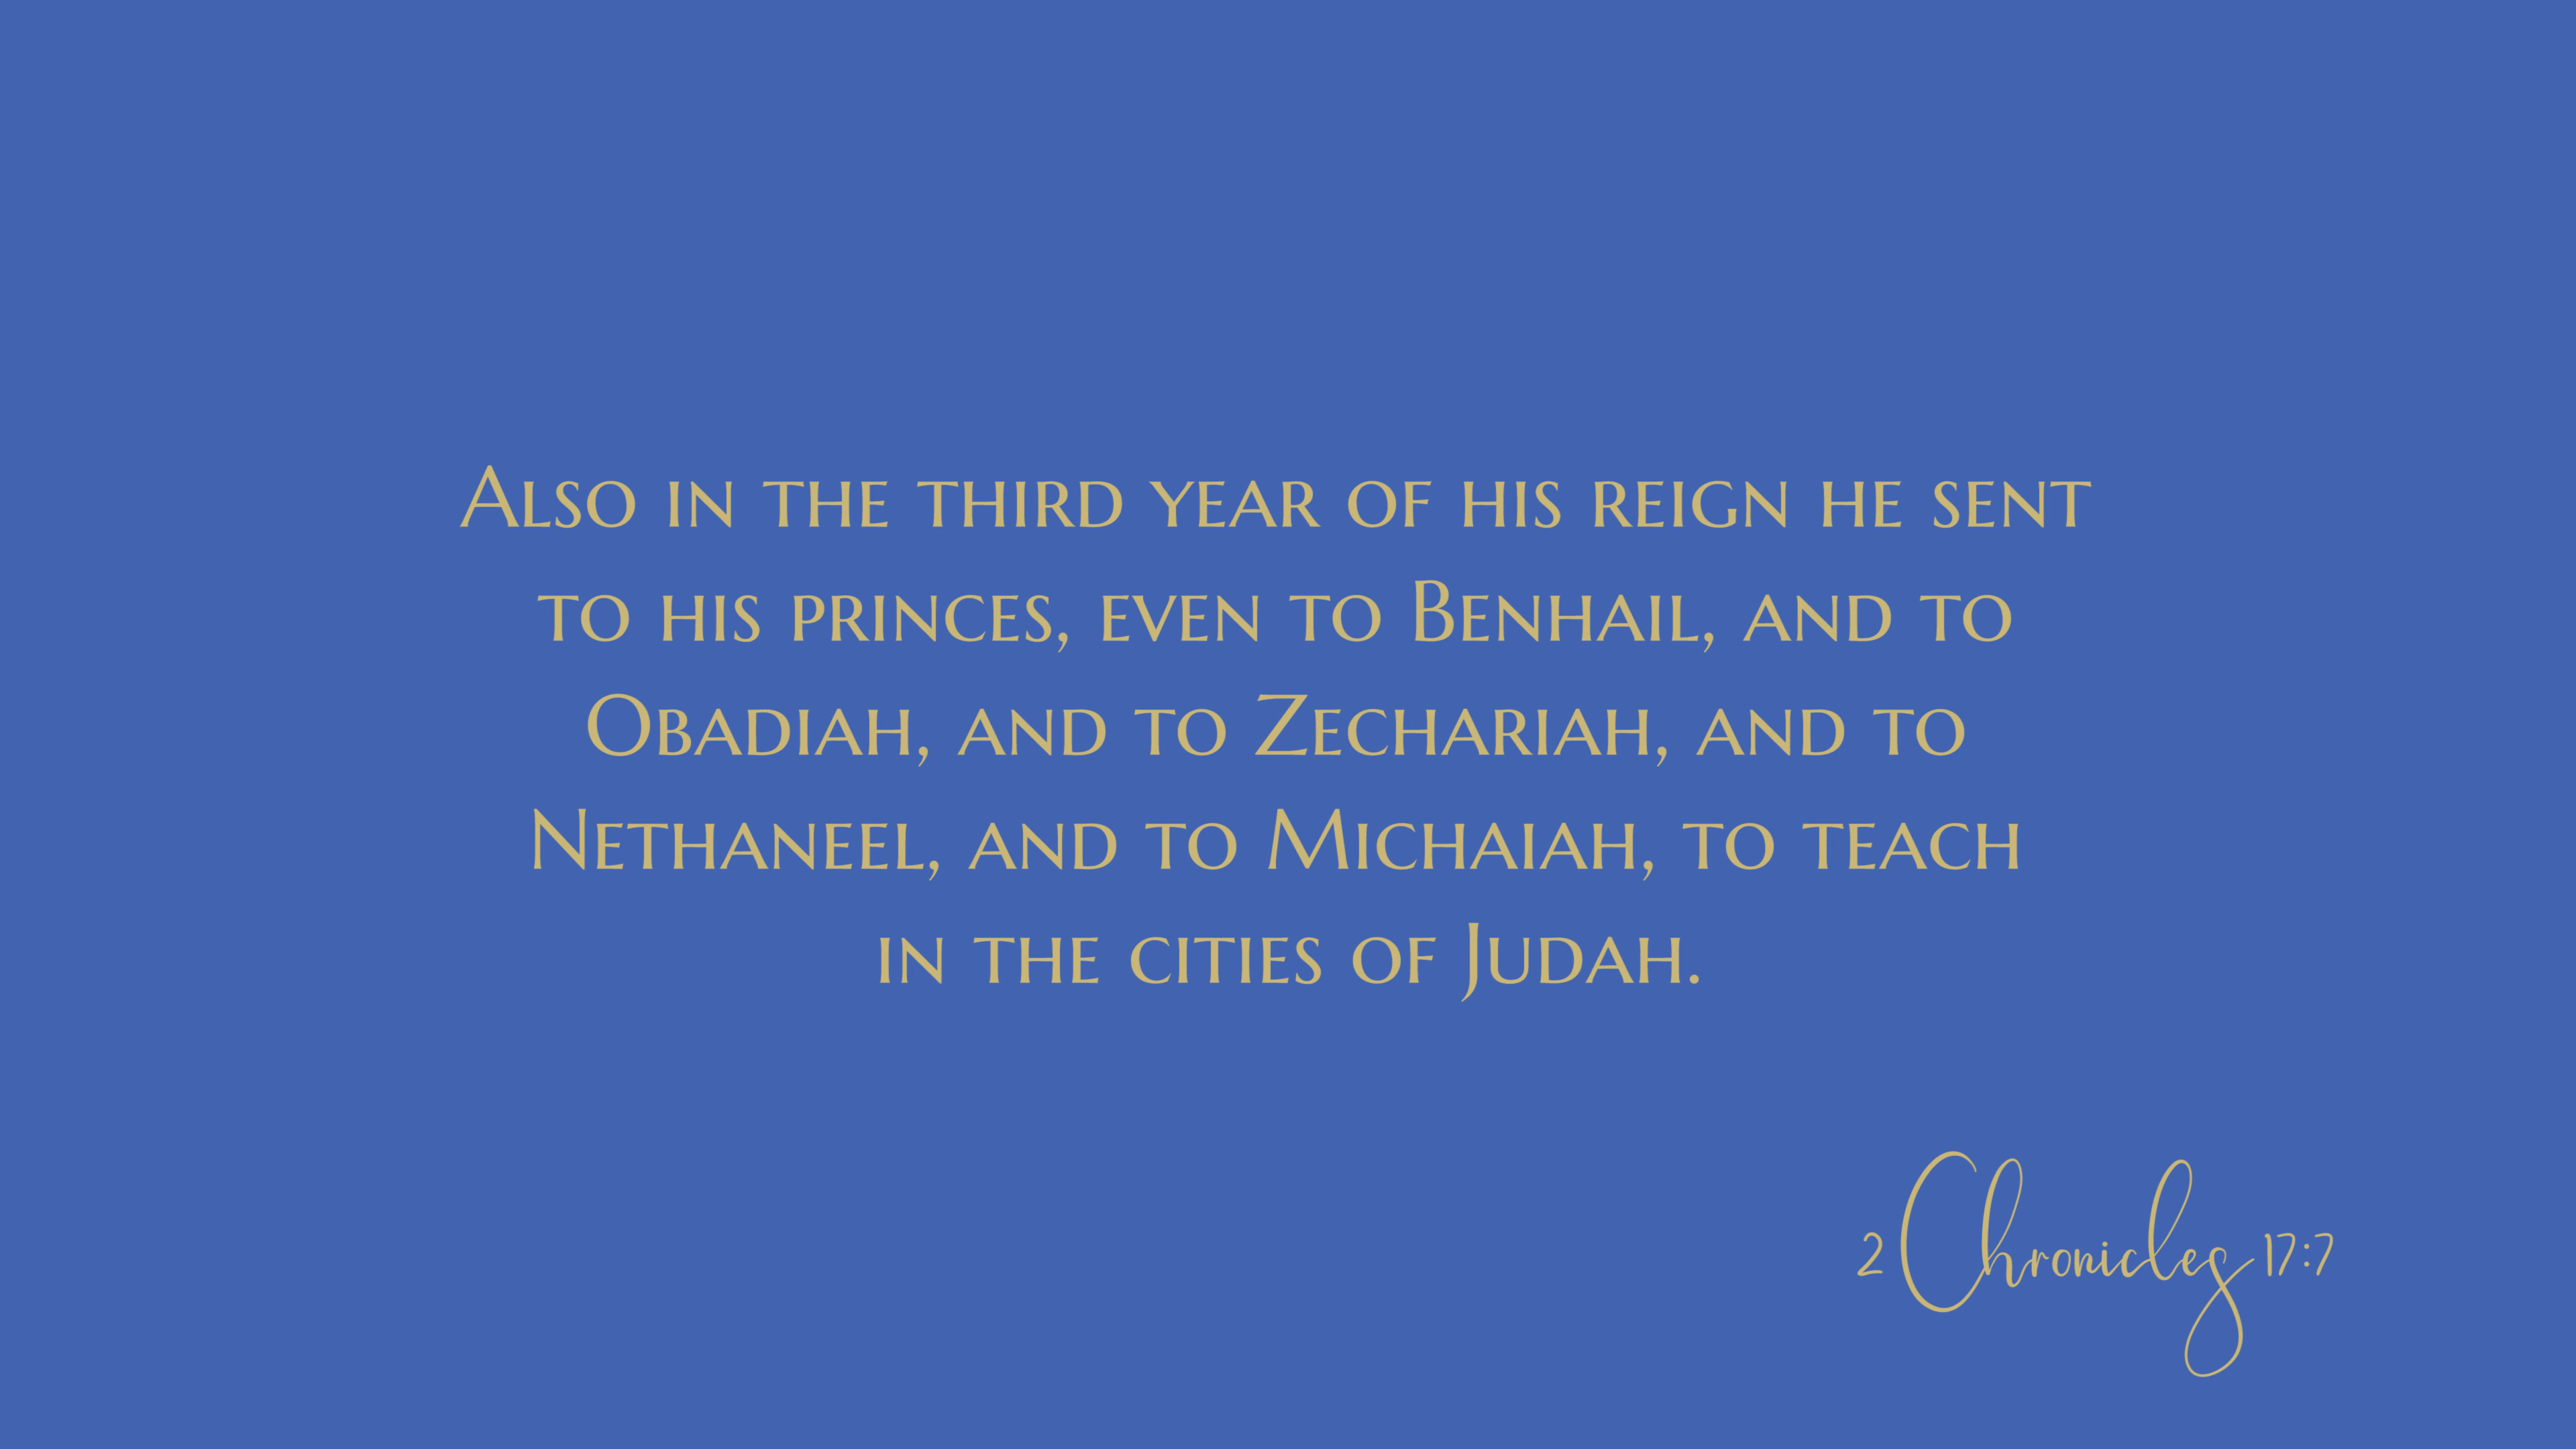 Also in the third year of his reign he sent
to his princes, even to Benhail, and to
Obadiah, and to Zechariah, and to
Nethaneel, and to Michaiah, to teach
in the cities of Judah.
2 Chronicles 17:7